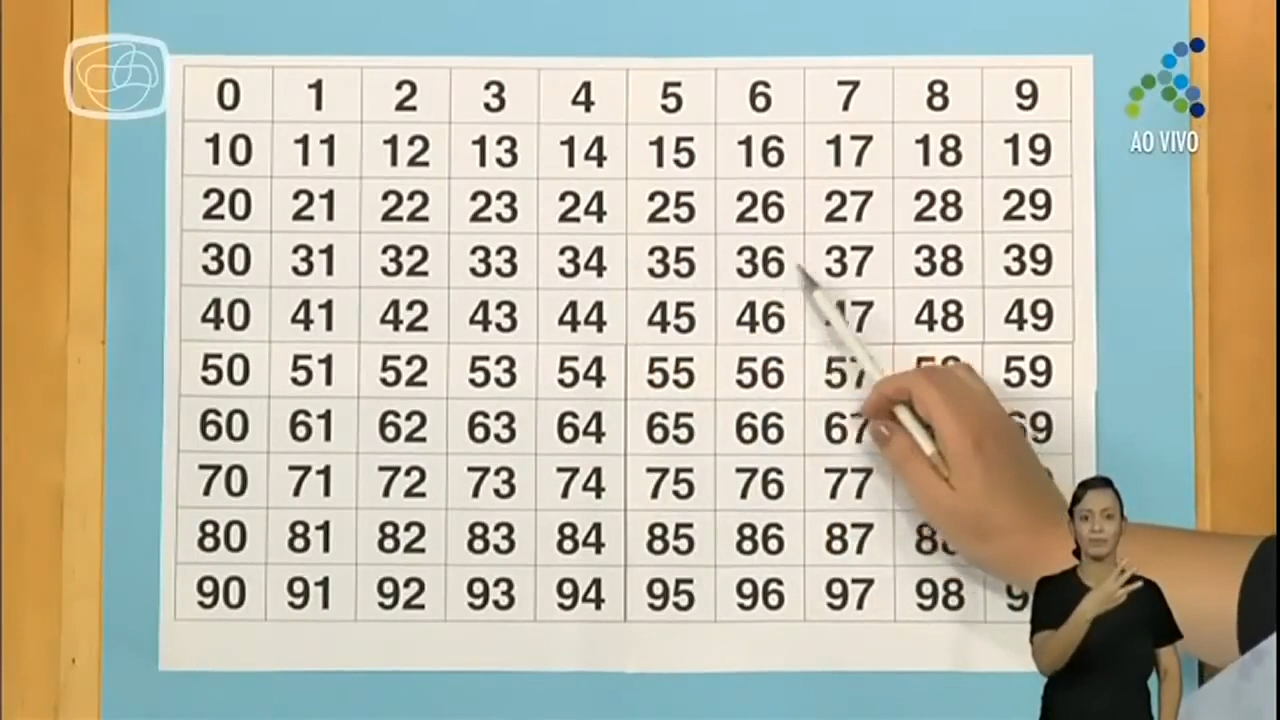 0 1 2 3 4 5 6 7 8 9
AO VIVO
10 11 12 13 14 15 16 17 18 19
20 21 22 23 24 25 26 27 28 29
30 31 32 33 34 35 36 37 38 39
40 41 42 43 44 45 46 47 48 49
50 51 52 53 54 55 56 57 59
60 61 62 63 64 65 66 67
70 71 72 73 74 75 76 77
80 81 82 83 84 85 86 87
90 91 92 93 94 95 96 97 98